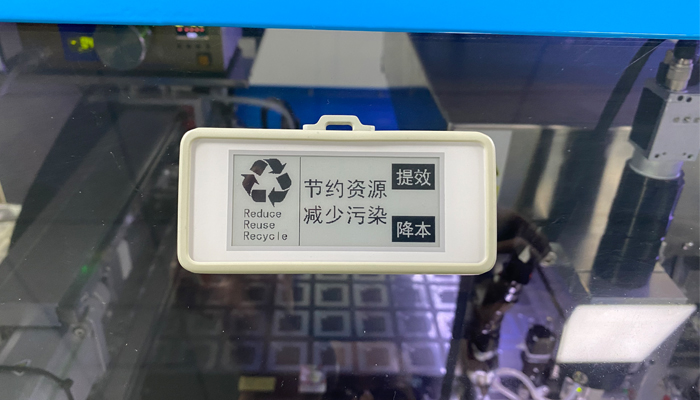 Reduce
Reuse
Recycle
节约资源
减少污染
提效
降本